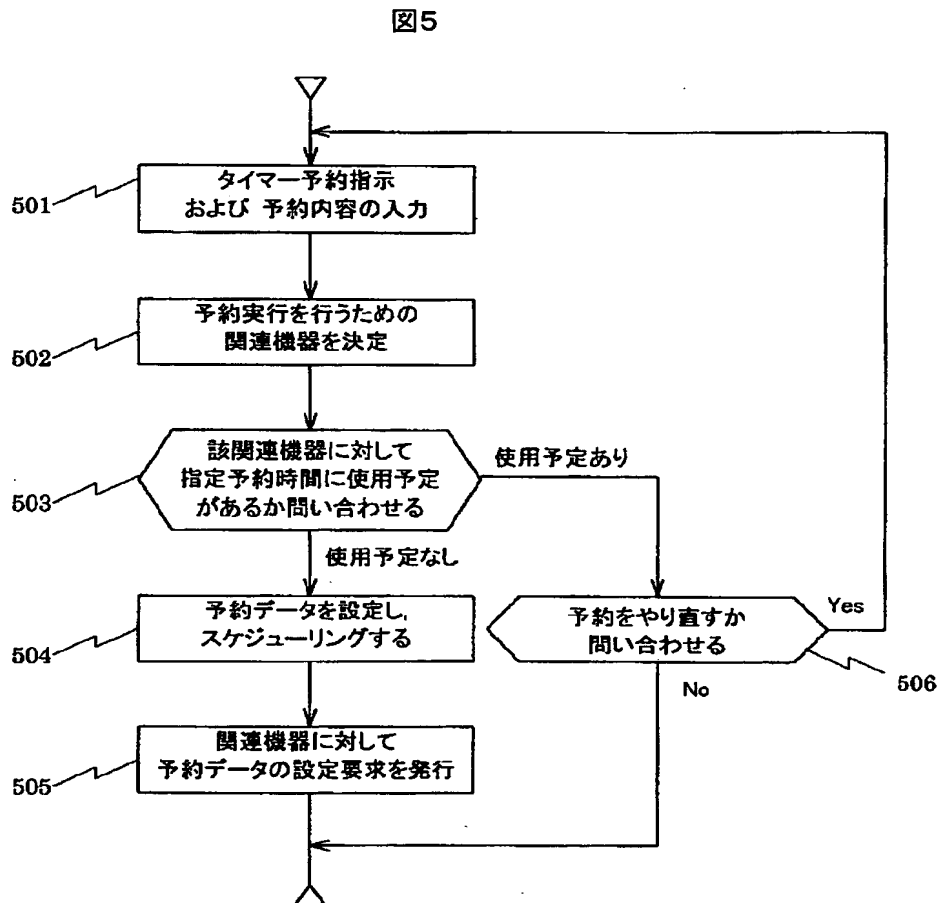 図5
501
タイマー予約指示
および 予約内容の入力
502
予約実行を行うための
関連機器を決定
503
該関連機器に対して
指定予約時間に使用予定
があるか問い合わせる
使用予定あり
使用予定なし
504
予約データを設定し,
スケジューリングする
予約をやり直すか
問い合わせる
Yes
506
No
505
関連機器に対して
予約データの設定要求を発行